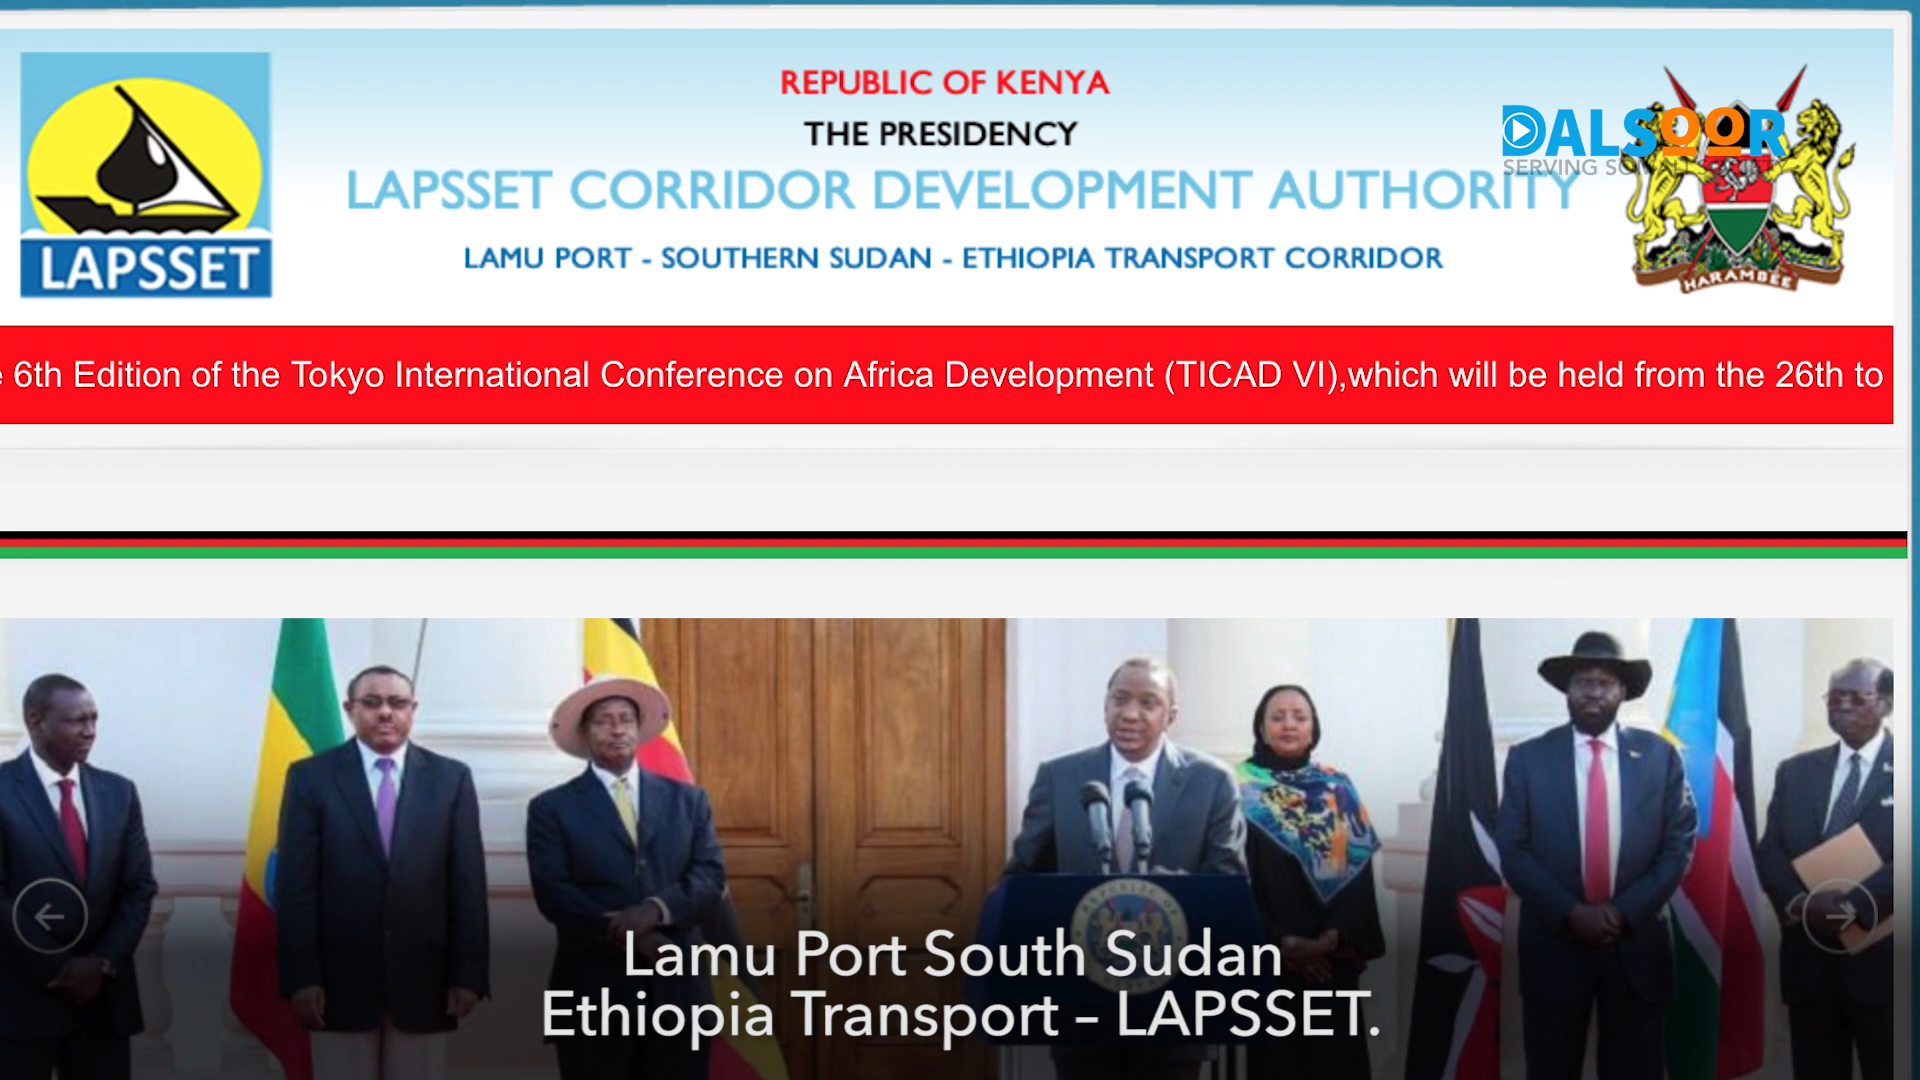 REPUBLIC OF KENYA
THE PRESIDENCY
DALSOOR
SERVING
LAPSSET CORRIDOR DEVELOPMENT AUTHORITY
LAMU PORT - SOUTHERN SUDAN - ETHIOPIA TRANSPORT CORRIDOR
LAPSSET
HARAMBEE
6th Edition of the Tokyo International Conference on Africa Development (TICAD VI),which will be held from the 26th to
Lamu Port South Sudan
Ethiopia Transport – LAPSSET.